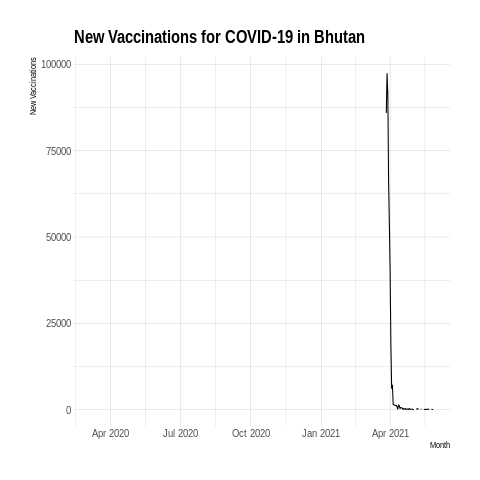 New Vaccinations for COVID-19 in Bhutan
New Vaccinations
100000
75000
50000
25000
0
Apr 2020 Jul 2020 Oct 2020 Jan 2021 Apr 2021
Month